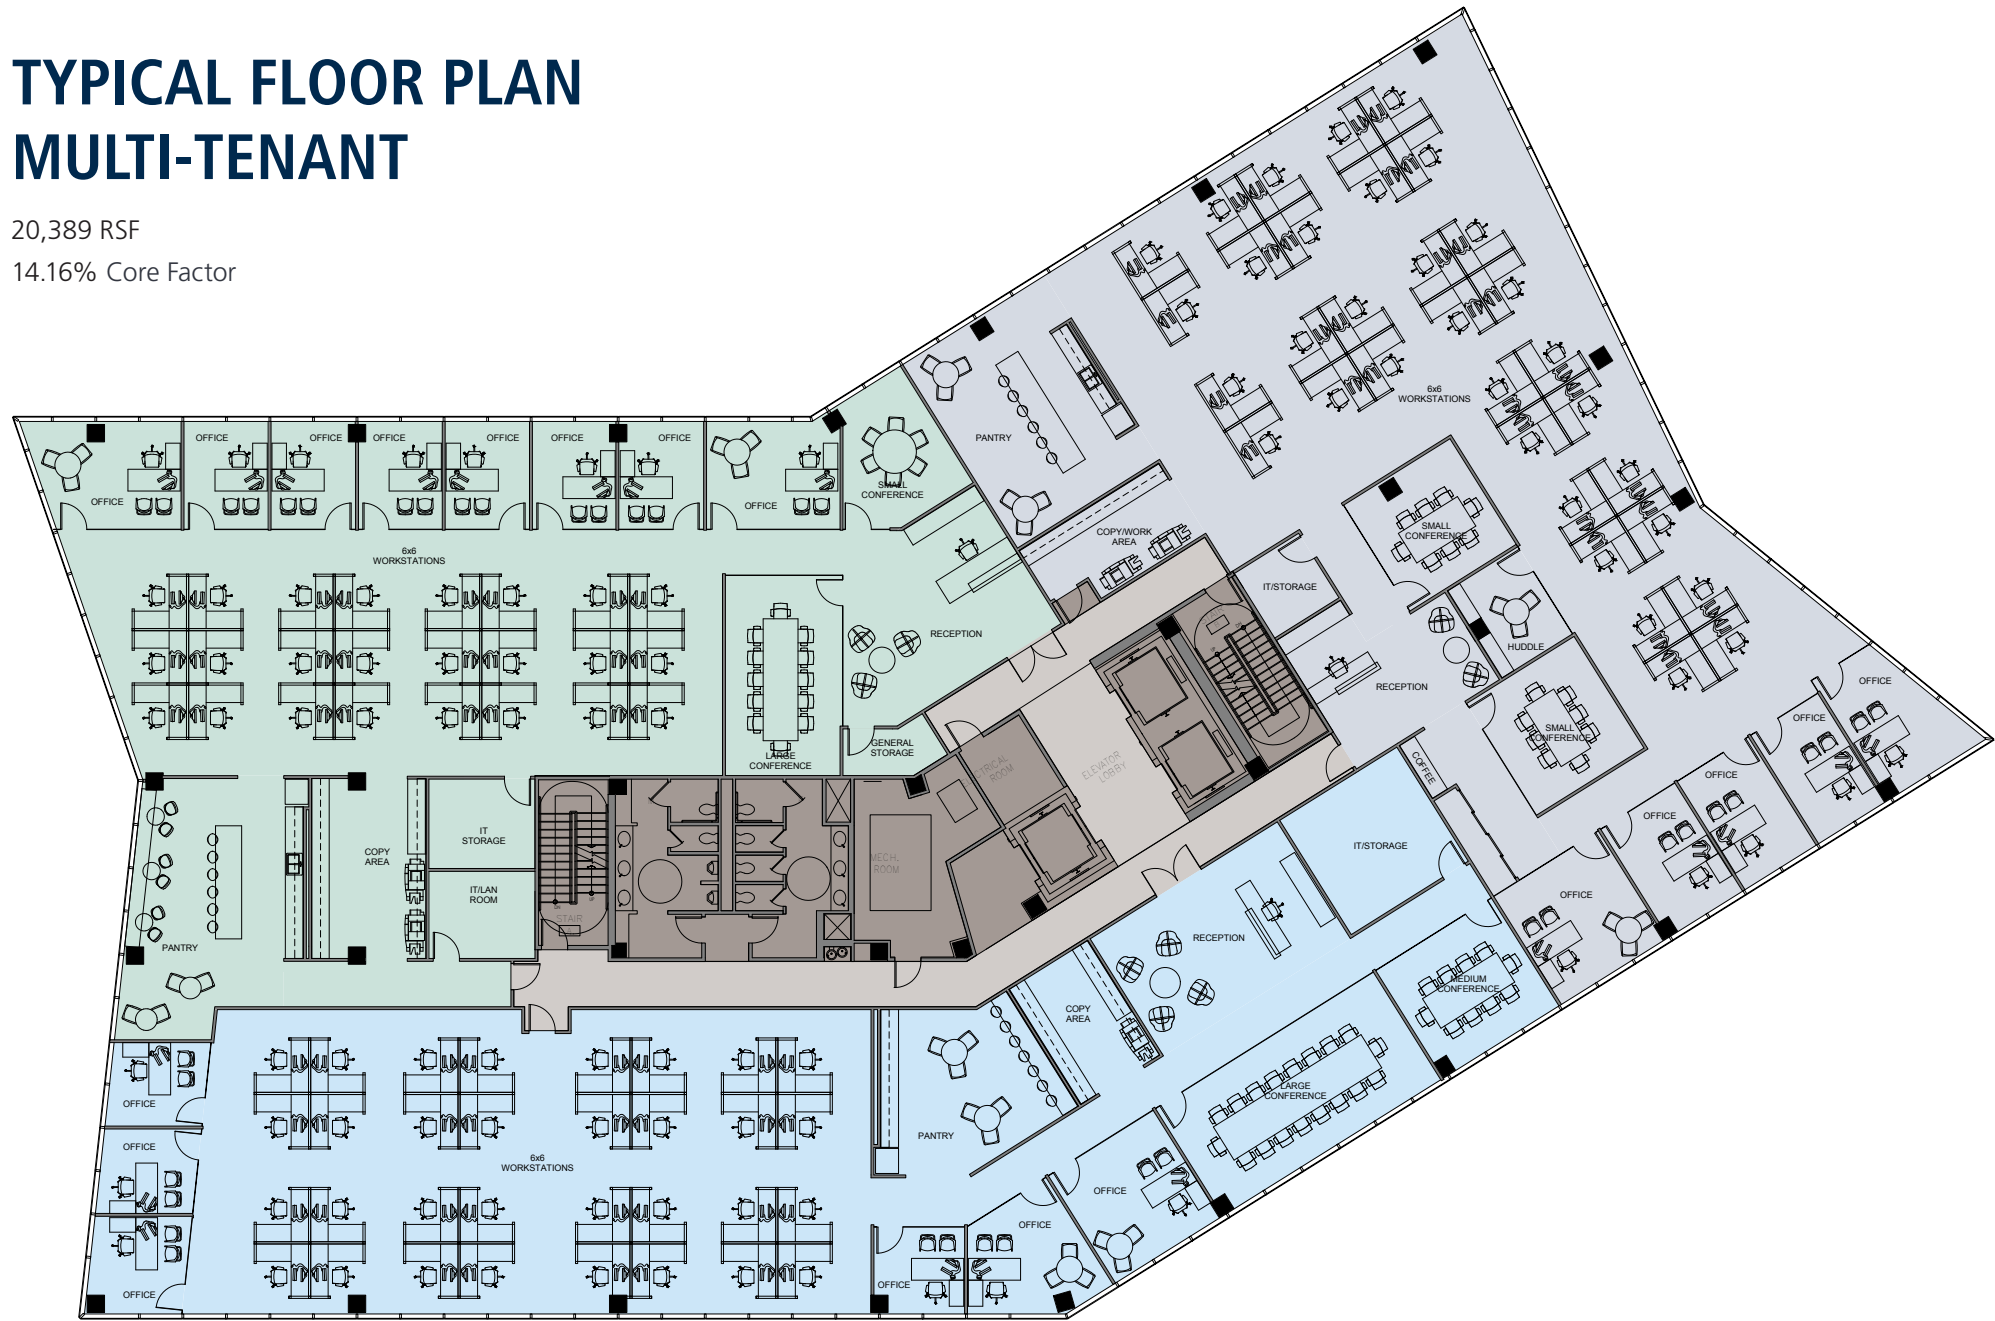 TYPICAL FLOOR PLAN
MULTI-TENANT
20,389 RSF
14.16% Core Factor
OFFICE
OFFICE
OFFICE
OFFICE
OFFICE
OFFICE
OFFICE
OFFICE
OFFICE
SMALL
CONFERENCE
6x6
WORKSTATIONS
RECEPTION
LARGE
CONFERENCE
GENERAL
STORAGE
PANTRY
COPY
AREA
IT
STORAGE
IT/LAN
ROOM
STAIR
MECH.
ROOM
ROOM
ELEVATOR
LOBBY
PANTRY
COPY/WORK
AREA
6x6
WORKSTATIONS
IT/STORAGE
SMALL
CONFERENCE
HUDDLE
RECEPTION
SMALL
CONFERENCE
COFFEE
OFFICE
OFFICE
OFFICE
OFFICE
OFFICE
IT/STORAGE
RECEPTION
MEDIUM
CONFERENCE
COPY
AREA
LARGE
CONFERENCE
PANTRY
OFFICE
OFFICE
OFFICE
6x6
WORKSTATIONS
OFFICE
OFFICE
OFFICE